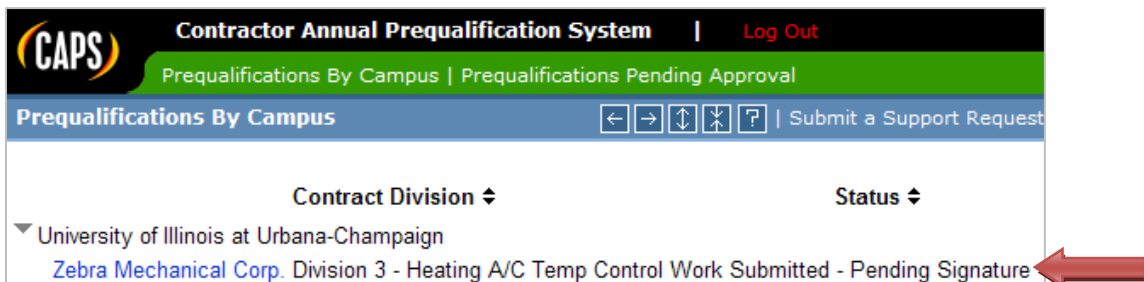 CAPS
Contractor Annual Prequalification System | Log Out
Prequalifications By Campus | Prequalifications Pending Approval
Prequalifications By Campus ? | Submit a Support Request
Contract Division Status
University of Illinois at Urbana-Champaign
Zebra Mechanical Corp. Division 3 - Heating A/C Temp Control Work Submitted - Pending Signature